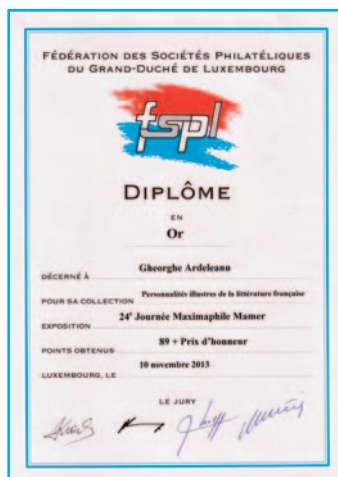 FÉDÉRATION DES SOCIÉTÉS PHILATÉLIQUES
DU GRAND-DUCHÉ DE LUXEMBOURG
fspl
DIPLÔME
EN
Or
DÉCERNÉ À Gheorghe Ardeleanu
POUR SA COLLECTION Personnalités illustres de la littérature française
EXPOSITION 24e Journée Maximaphile Mamer
POINTS OBTENUS 89 + Prix d'honneur
LUXEMBOURG, LE 10 novembre 2013
LE JURY